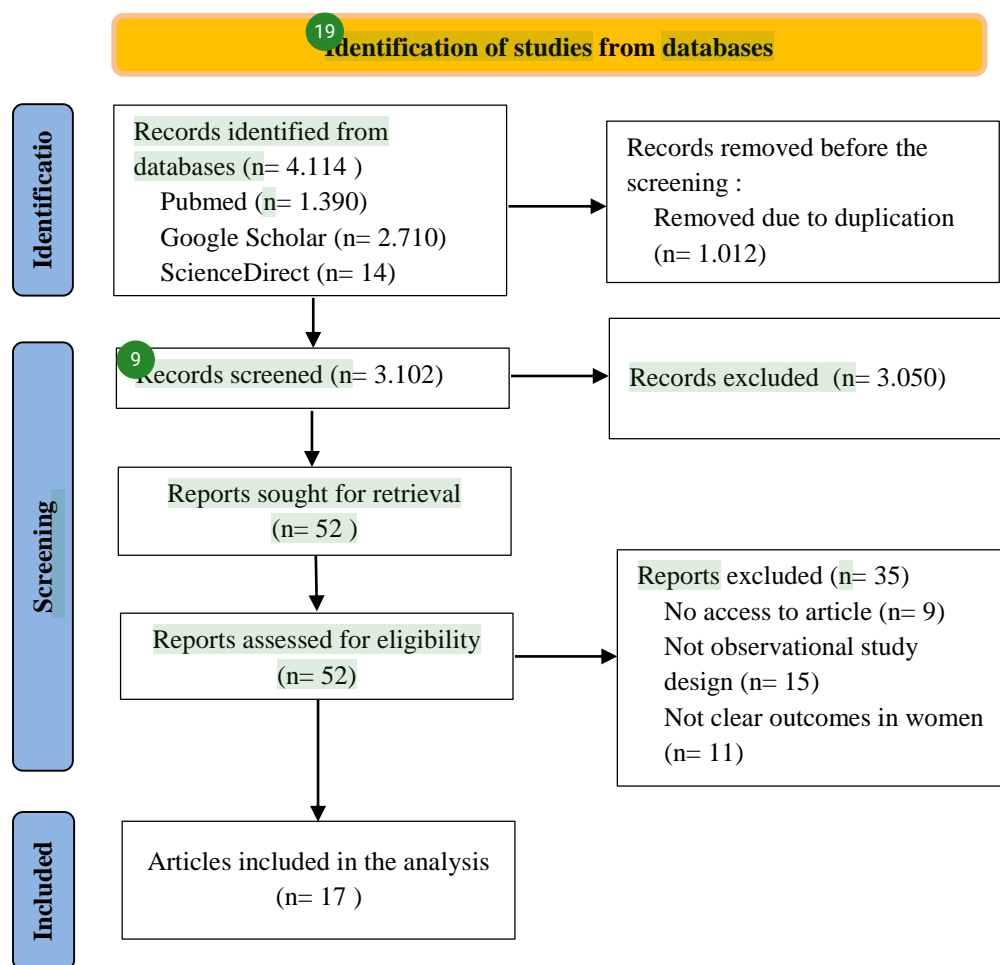 19
Identification of studies from databases
Identificatio
Records identified from
databases (n= 4.114 )
Pubmed (n= 1.390)
Google Scholar (n= 2.710)
ScienceDirect (n= 14)
Records removed before the
screening :
Removed due to duplication
(n= 1.012)
Screening
9
Records screened (n= 3.102)
Records excluded  (n= 3.050)
Reports sought for retrieval
(n= 52 )
Reports assessed for eligibility
(n= 52)
Reports excluded (n= 35)
No access to article (n= 9)
Not observational study
design (n= 15)
Not clear outcomes in women
(n= 11)
Included
Articles included in the analysis
(n= 17 )